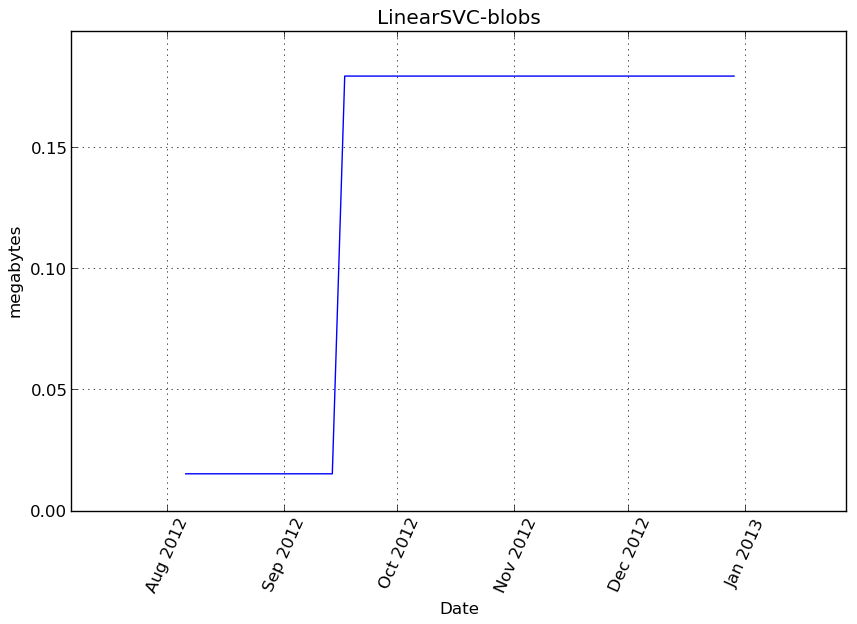 LinearSVC-blobs
megabytes
0.15
0.10
0.05
0.00
Aug 2012
Sep 2012
Oct 2012
Nov 2012
Dec 2012
Jan 2013
Date